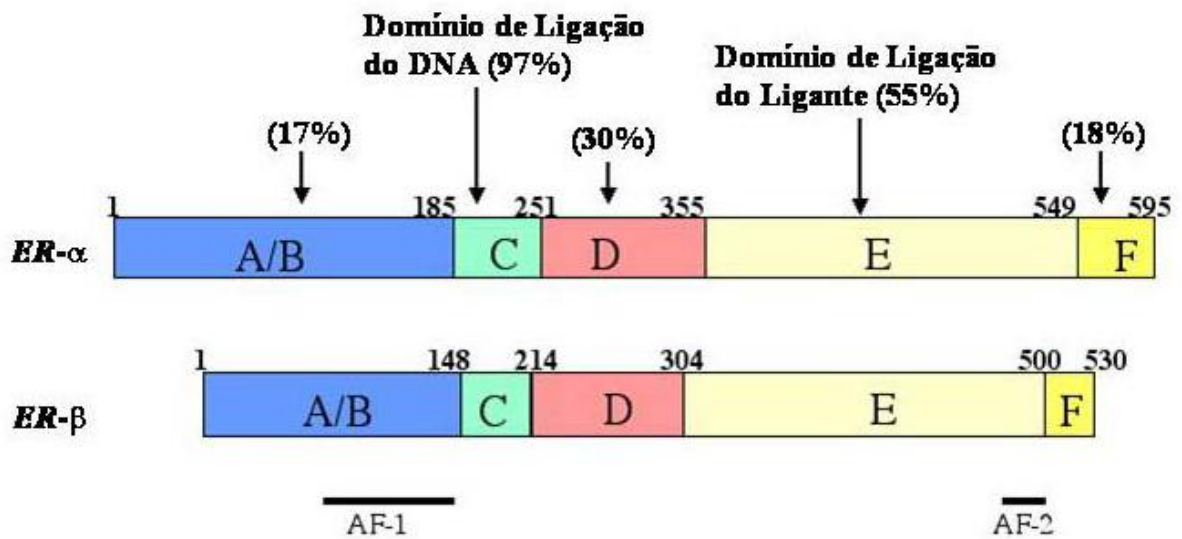 Domínio de Ligação
do DNA (97%)
Domínio de Ligação
do Ligante (55%)
(17%)
(30%)
(18%)
1 185 251 355 549 595
ER-α A/B C D E F
1 148 214 304 500 530
ER-β A/B C D E F
AF-1 AF-2